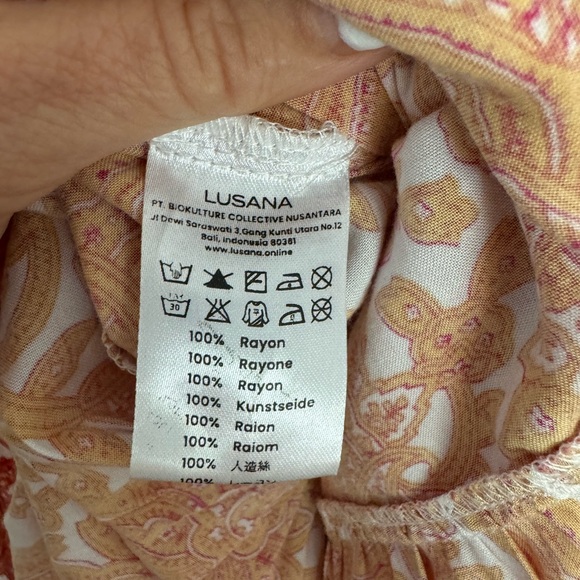 LUSANA
PT. BIOKULTURE COLLECTIVE NUSANTARA
Jl Dewi Saraswati 3,Gang Kunti Utara No.12
Bali, Indonesia 80361
www.lusana.online
30
100% Rayon
100% Rayone
100% Rayon
100% Kunstseide
100% Raion
100% Raiom
100% 人造絲
100%